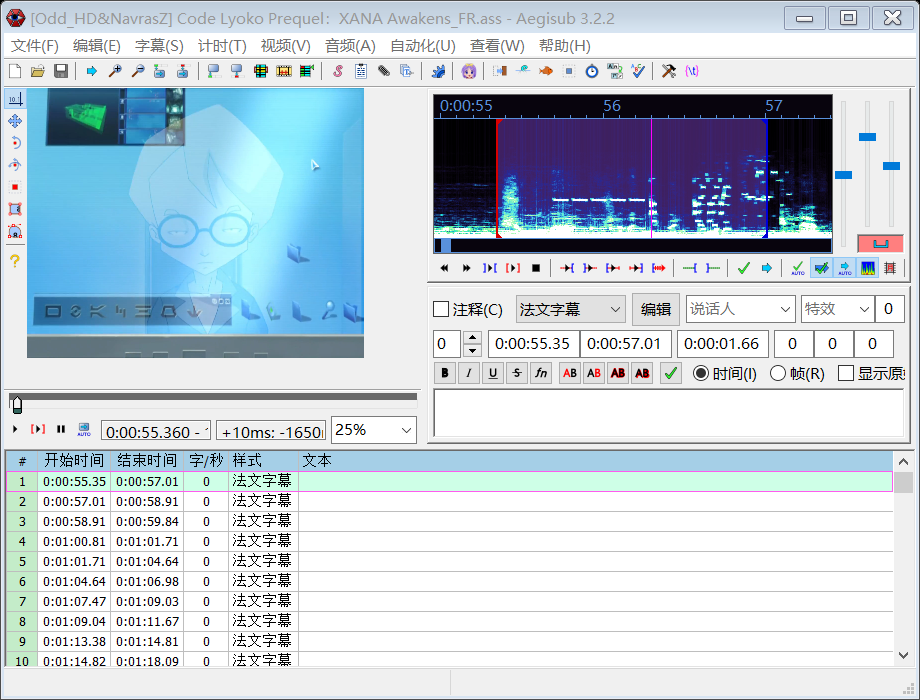 [Odd_HD&NavrasZ] Code Lyoko Prequel：XANA Awakens_FR.ass - Aegisub 3.2.2
文件(F) 编辑(E) 字幕(S) 计时(T) 视频(V) 音频(A) 自动化(U) 查看(W) 帮助(H)
0:00:55 56 57
注释(C) 法文字幕 编辑 说话人 特效 0
0 0:00:55.35 0:00:57.01 0:00:01.66 0 0 0
B I U S fn AB AB AB AB 时间(I) 帧(R) 显示原
0:00:55.360 - +10ms: -1650 25%
# 开始时间 结束时间 字/秒 样式 文本
1 0:00:55.35 0:00:57.01 0 法文字幕
2 0:00:57.01 0:00:58.91 0 法文字幕
3 0:00:58.91 0:00:59.84 0 法文字幕
4 0:01:00.81 0:01:01.71 0 法文字幕
5 0:01:01.71 0:01:04.64 0 法文字幕
6 0:01:04.64 0:01:06.98 0 法文字幕
7 0:01:07.47 0:01:09.03 0 法文字幕
8 0:01:09.04 0:01:11.67 0 法文字幕
9 0:01:13.38 0:01:14.81 0 法文字幕
10 0:01:14.82 0:01:18.09 0 法文字幕